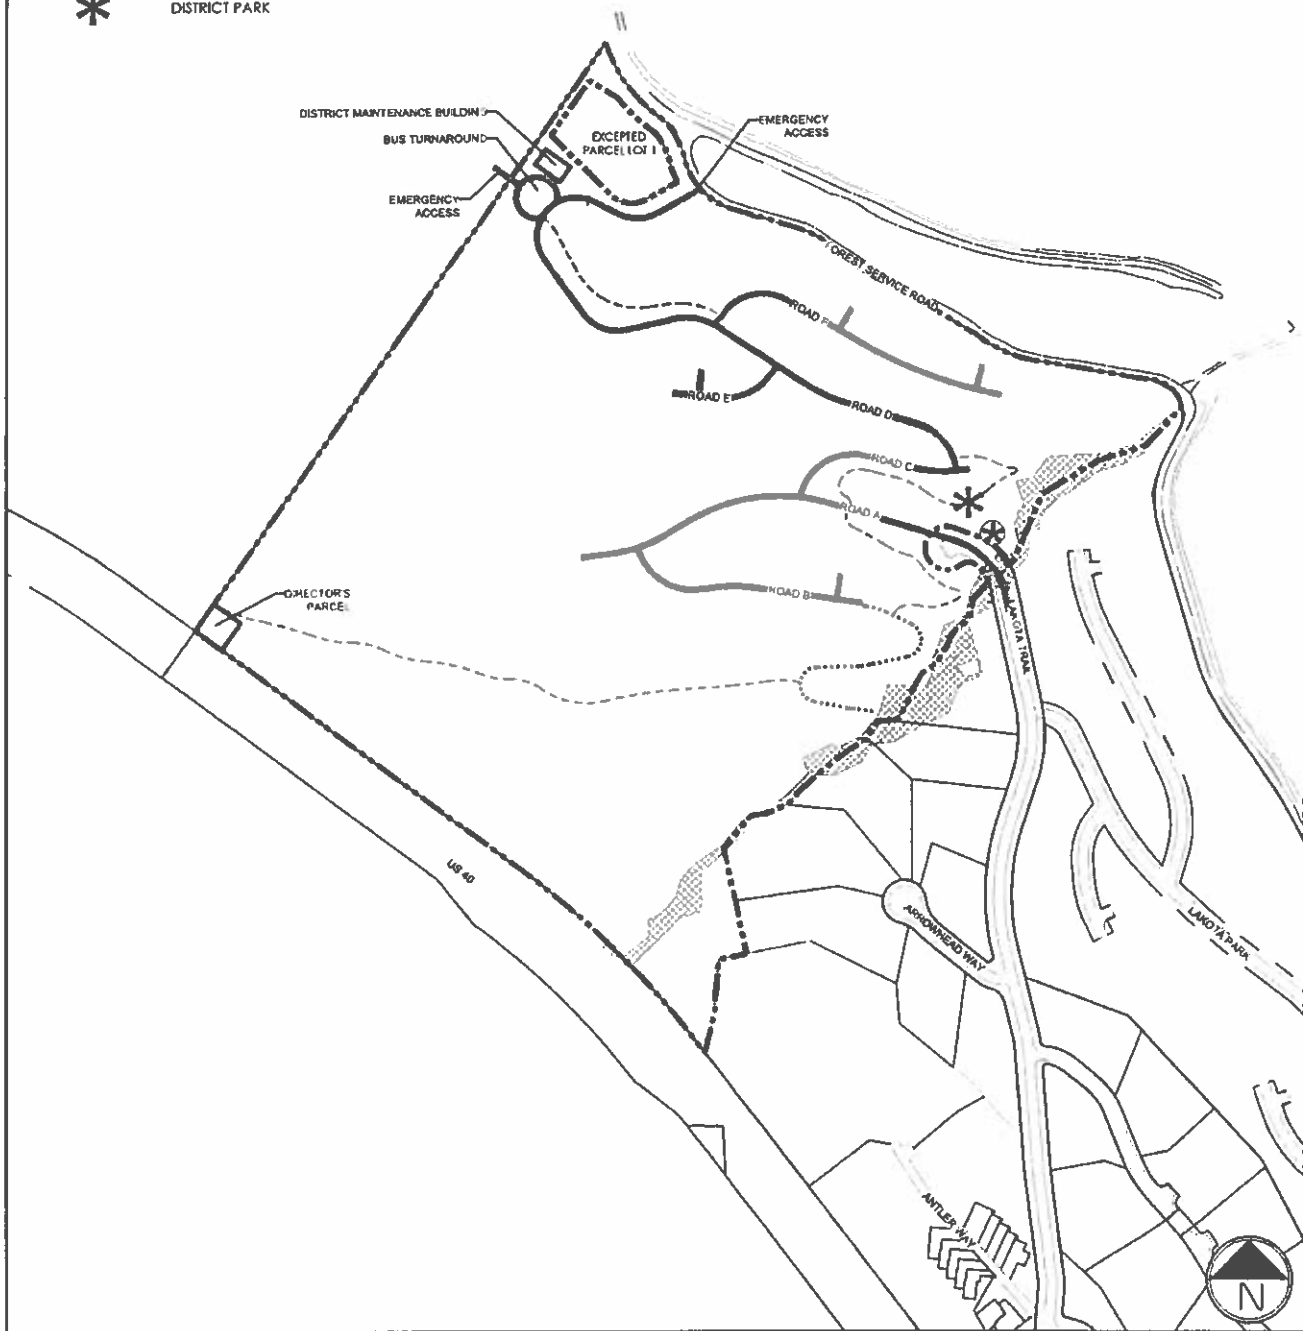 DISTRICT PARK
DISTRICT MAINTENANCE BUILDING
BUS TURNAROUND
EMERGENCY
ACCESS
EXCEPTED
PARCEL LOT 1
EMERGENCY
ACCESS
FOREST SERVICE ROAD
ROAD F
ROAD E
ROAD D
ROAD C
ROAD A
ROAD B
LAKOTA TRAIL
DIRECTOR'S
PARCEL
US 40
ARROWHEAD WAY
LAKOTA PARK
ANTLER WAY
N